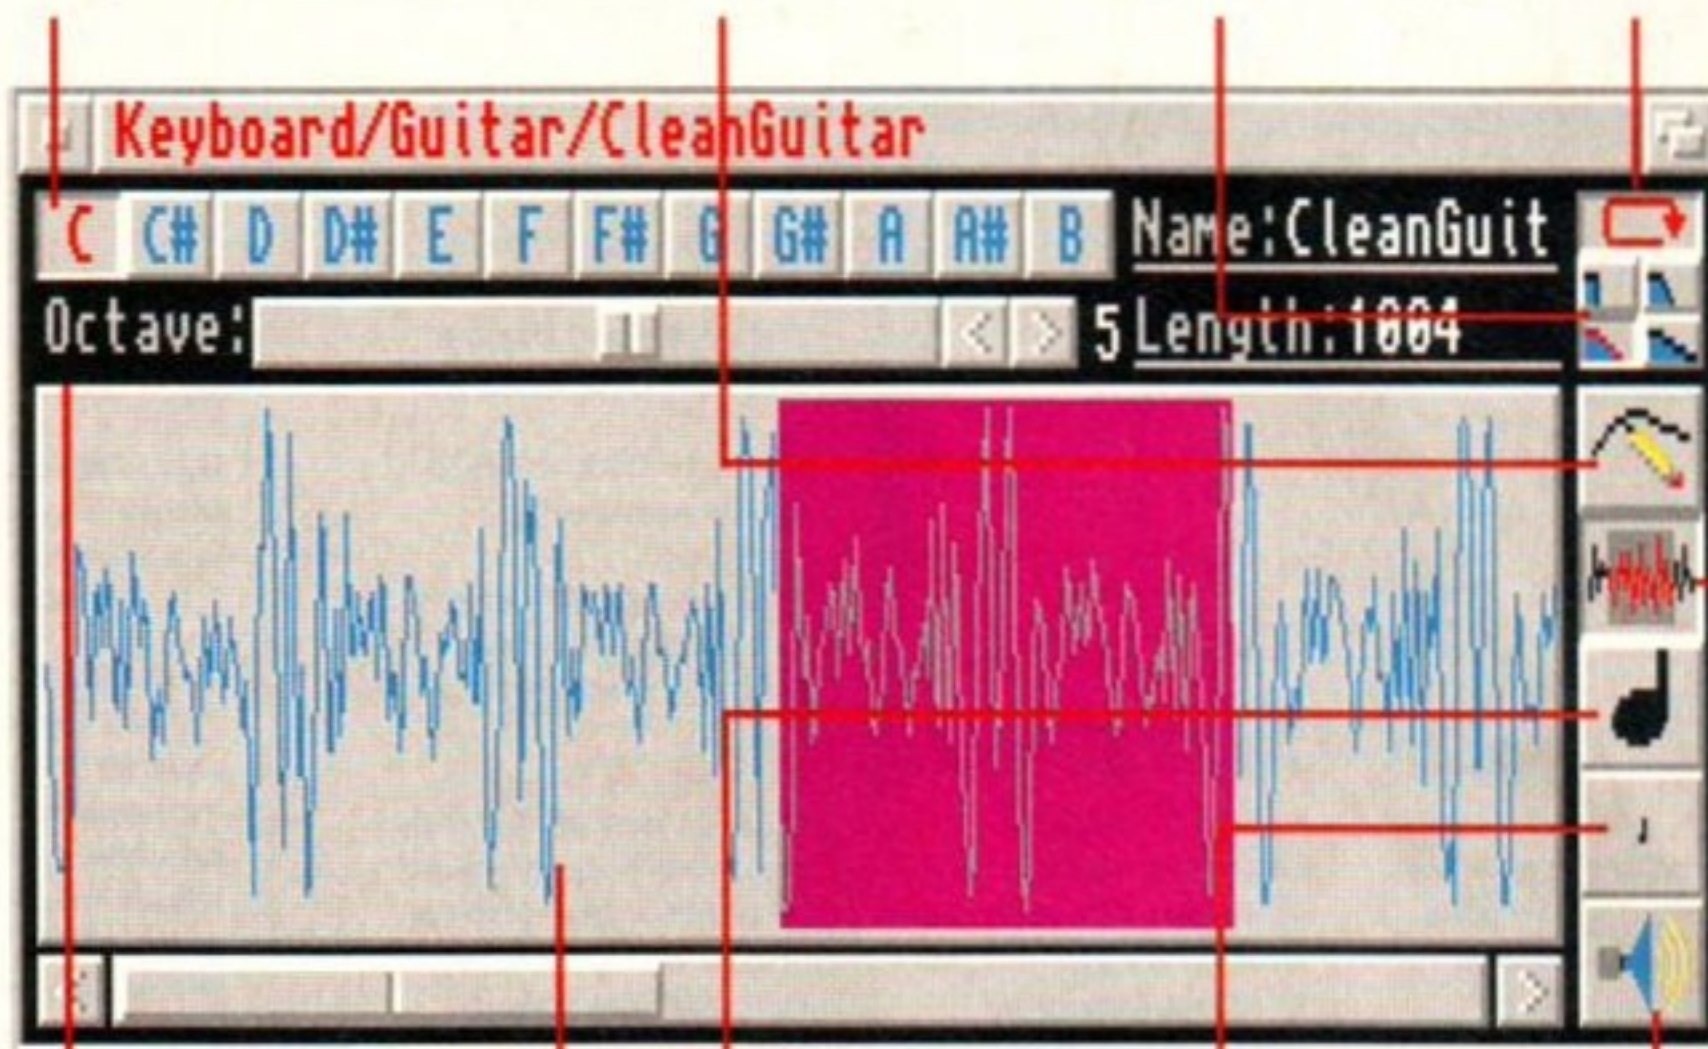 Keyboard/Guitar/CleanGuitar
C C# D D# E F F# G G# A A# B Name:CleanGuit
Octave: < > 5 Length:1004
< >